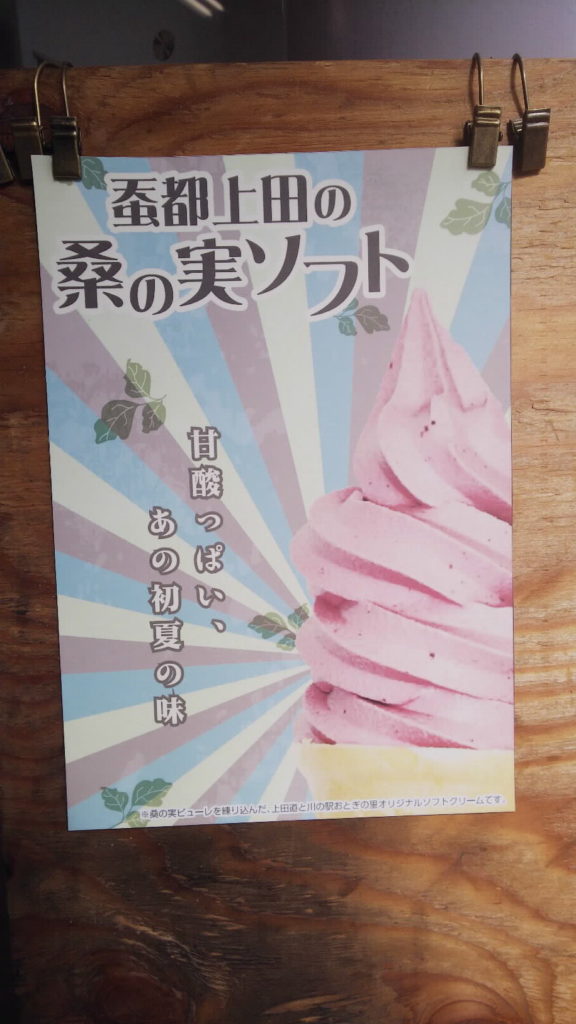 蚕都上田の
桑の実ソフト
甘酸っぱい、
あの初夏の味
※桑の実ピューレを練り込んだ、上田道と川の駅おとぎの里オリジナルソフトクリームです。